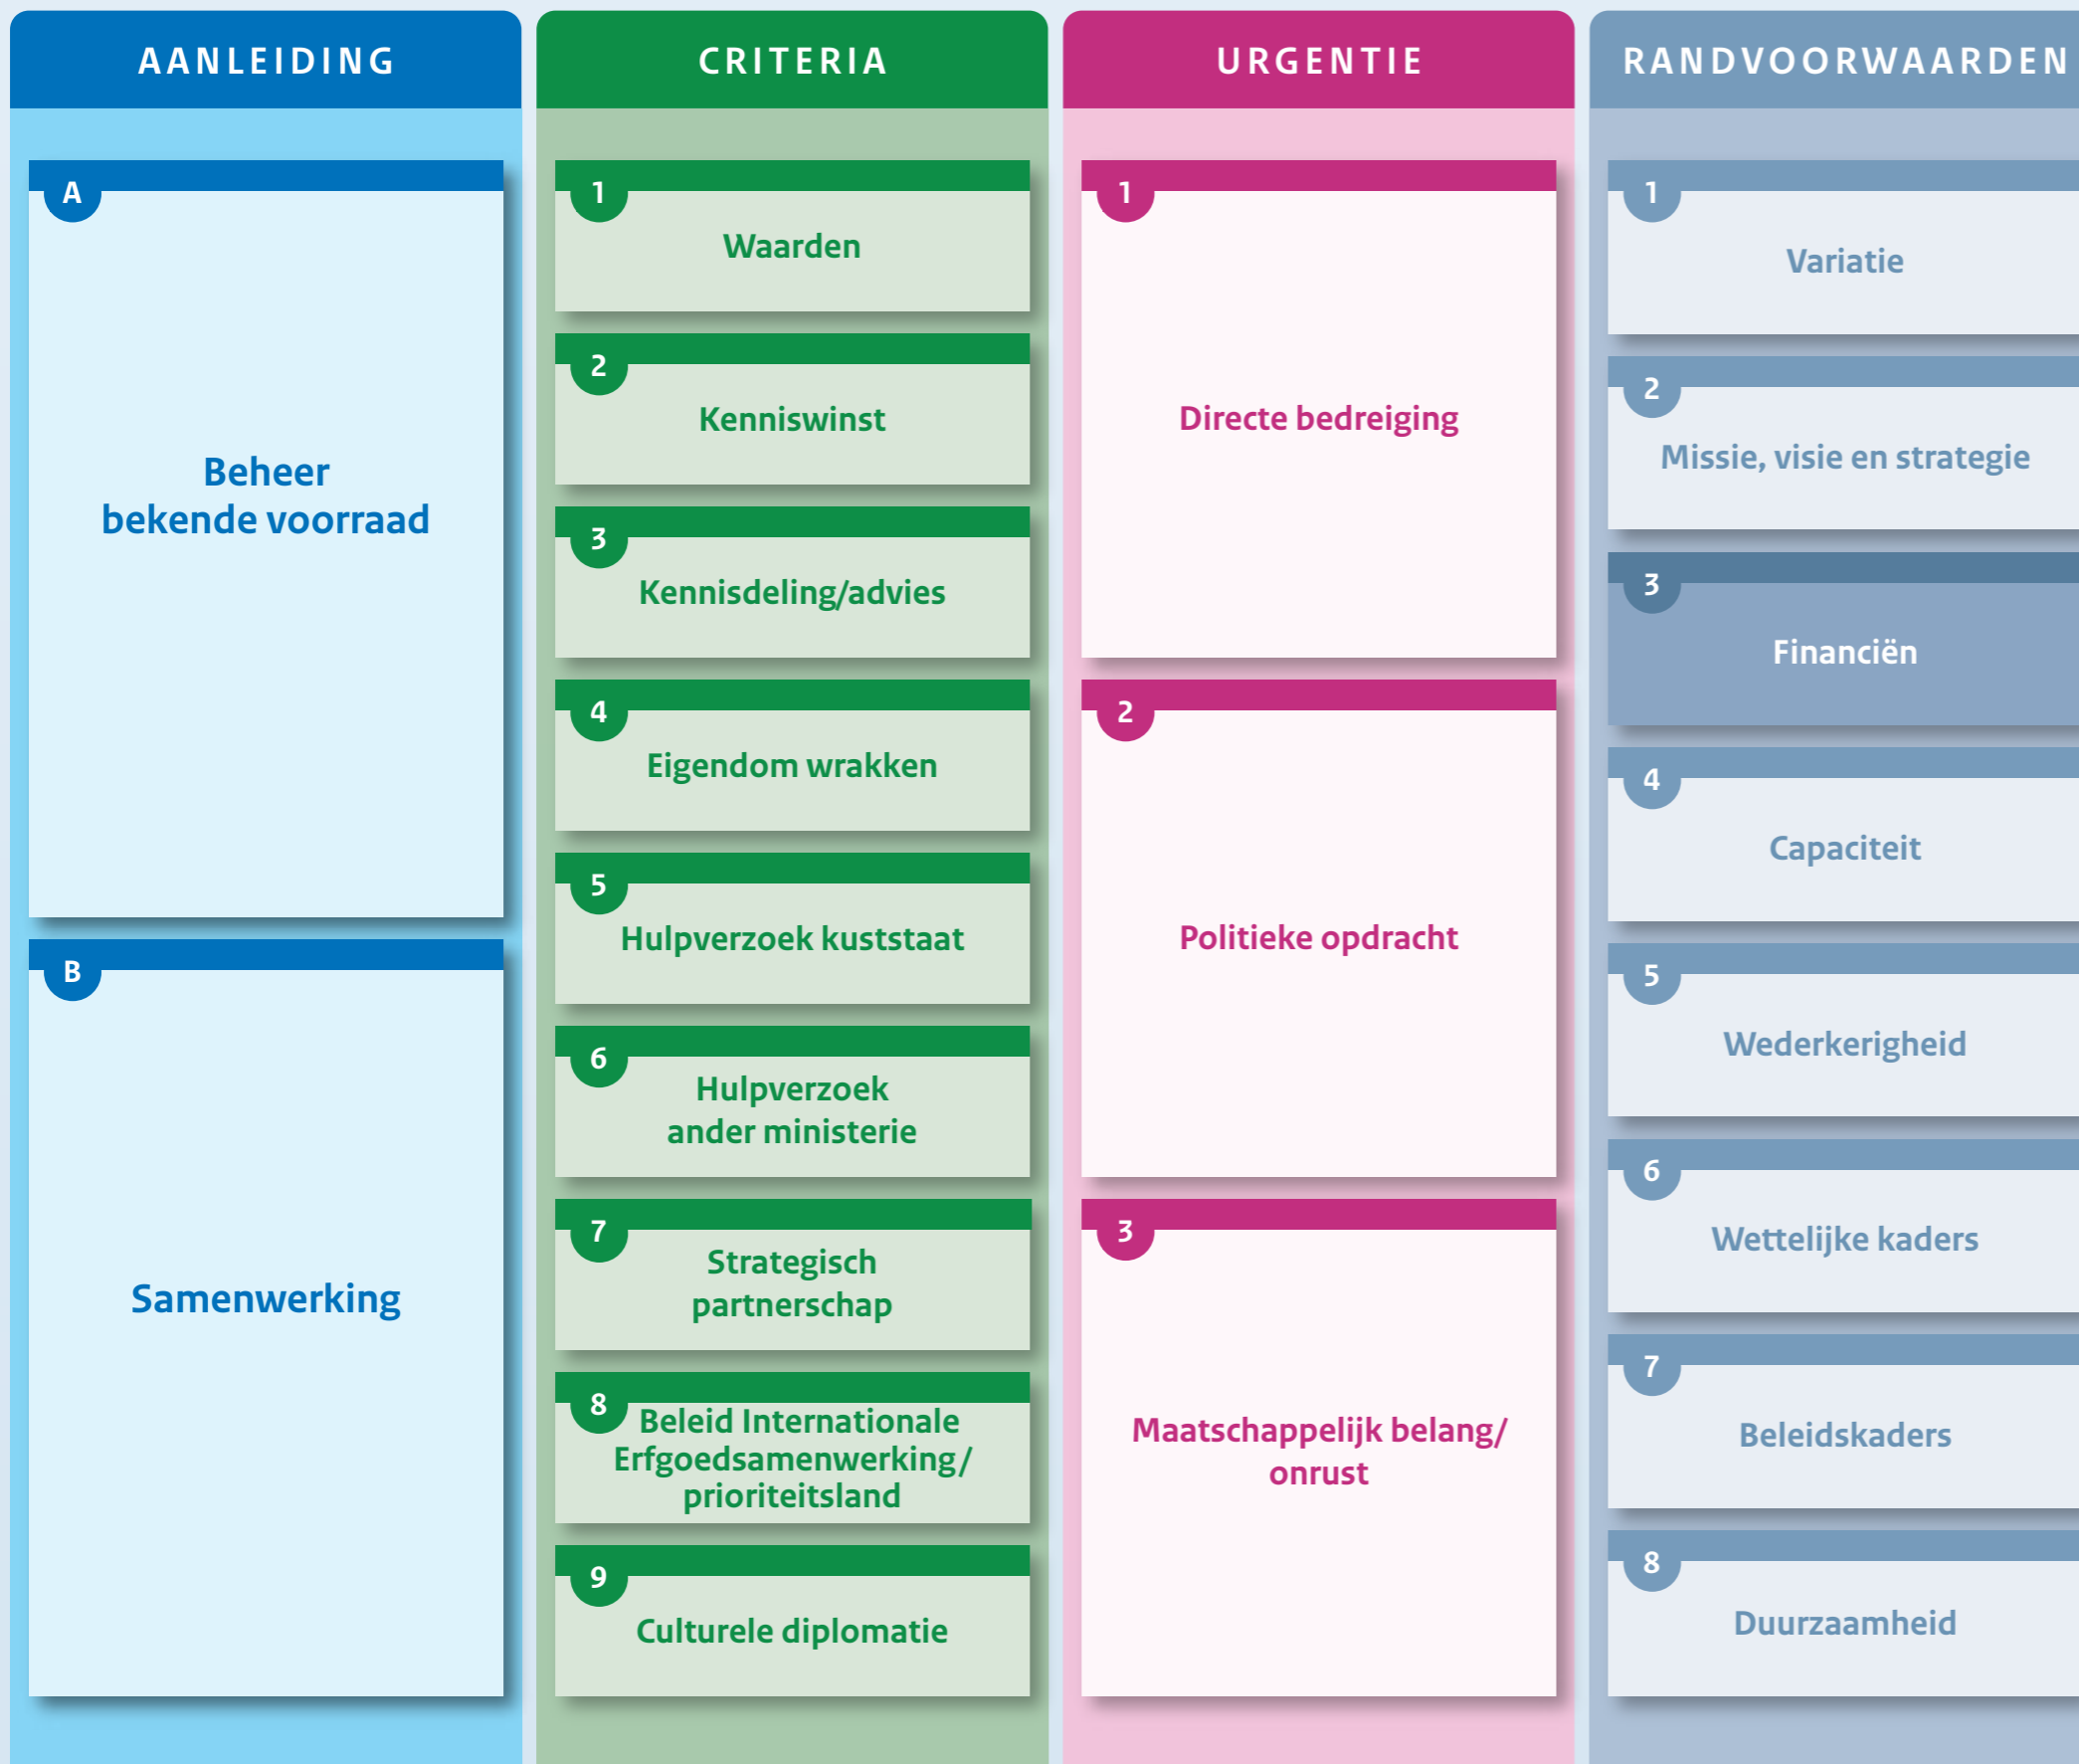 AANLEIDING
A
Beheer
bekende voorraad
B
Samenwerking
CRITERIA
1
Waarden
2
Kenniswinst
3
Kennisdeling/advies
4
Eigendom wrakken
5
Hulpverzoek kuststaat
6
Hulpverzoek
ander ministerie
7
Strategisch
partnerschap
8
Beleid Internationale
Erfgoedsamenwerking/
prioriteitsland
9
Culturele diplomatie
URGENTIE
1
Directe bedreiging
2
Politieke opdracht
3
Maatschappelijk belang/
onrust
RANDVOORWAARDEN
1
Variatie
2
Missie, visie en strategie
3
Financiën
4
Capaciteit
5
Wederkerigheid
6
Wettelijke kaders
7
Beleidskaders
8
Duurzaamheid